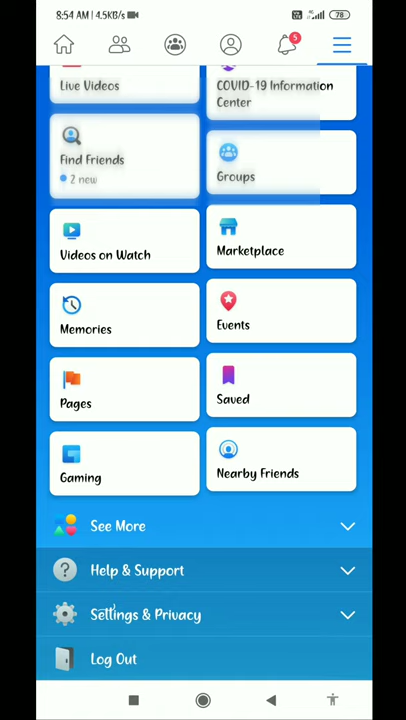 8:54 AM | 4.5KB/s
78
5
Live Videos
COVID-19 Information
Center
Find Friends
2 new
Groups
Videos on Watch
Marketplace
Memories
Events
Pages
Saved
Gaming
Nearby Friends
See More
Help & Support
Settings & Privacy
Log Out